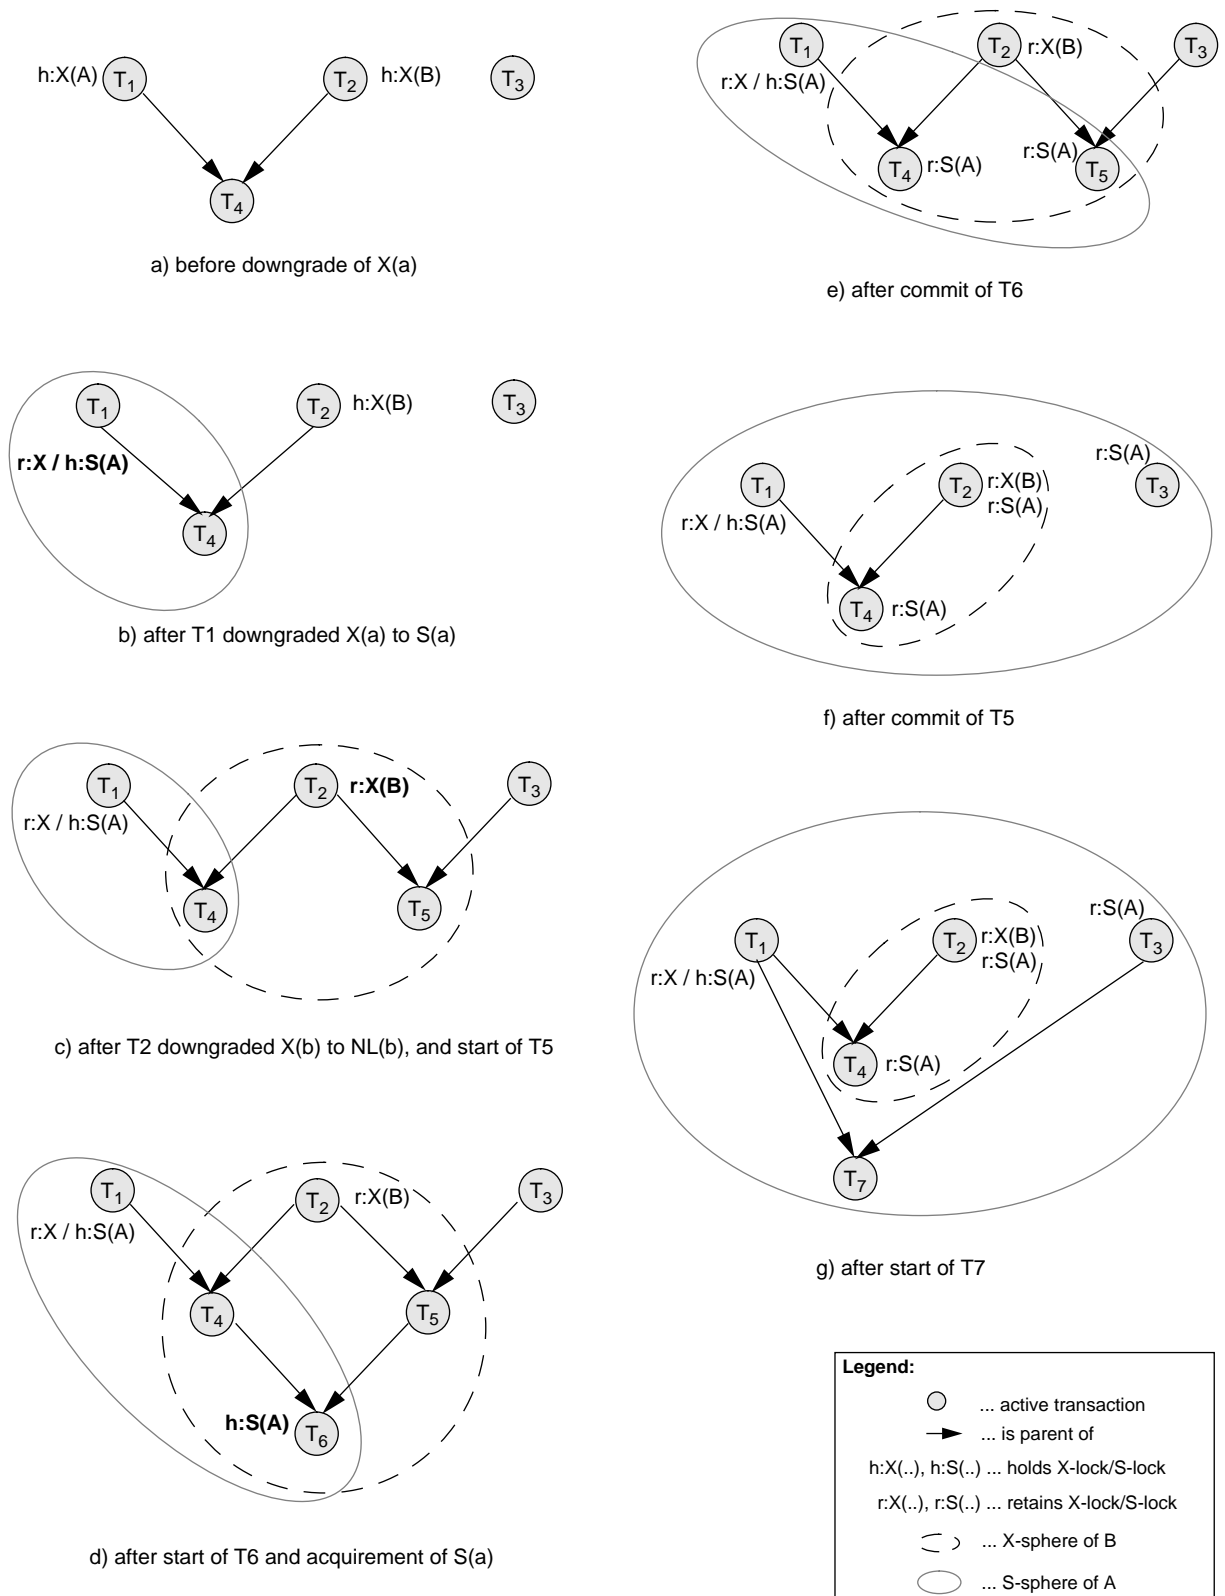 h:X(A) T1 T2 h:X(B) T3
T4
a) before downgrade of X(a)
T1 T2 h:X(B) T3
r:X / h:S(A)
T4
b) after T1 downgraded X(a) to S(a)
T1 T2 r:X(B) T3
r:X / h:S(A)
T4 T5
c) after T2 downgraded X(b) to NL(b), and start of T5
T1 T2 r:X(B) T3
r:X / h:S(A)
T4 T5
h:S(A) T6
d) after start of T6 and acquirement of S(a)
T1 T2 r:X(B) T3
r:X / h:S(A)
T4 r:S(A) r:S(A) T5
e) after commit of T6
r:S(A)
T1 T2 r:X(B) T3
r:X / h:S(A) r:S(A)
T4 r:S(A)
f) after commit of T5
r:S(A)
T1 T2 r:X(B) T3
r:X / h:S(A) r:S(A)
T4 r:S(A)
T7
g) after start of T7
Legend:
... active transaction
... is parent of
h:X(..), h:S(..) ... holds X-lock/S-lock
r:X(..), r:S(..) ... retains X-lock/S-lock
... X-sphere of B
... S-sphere of A